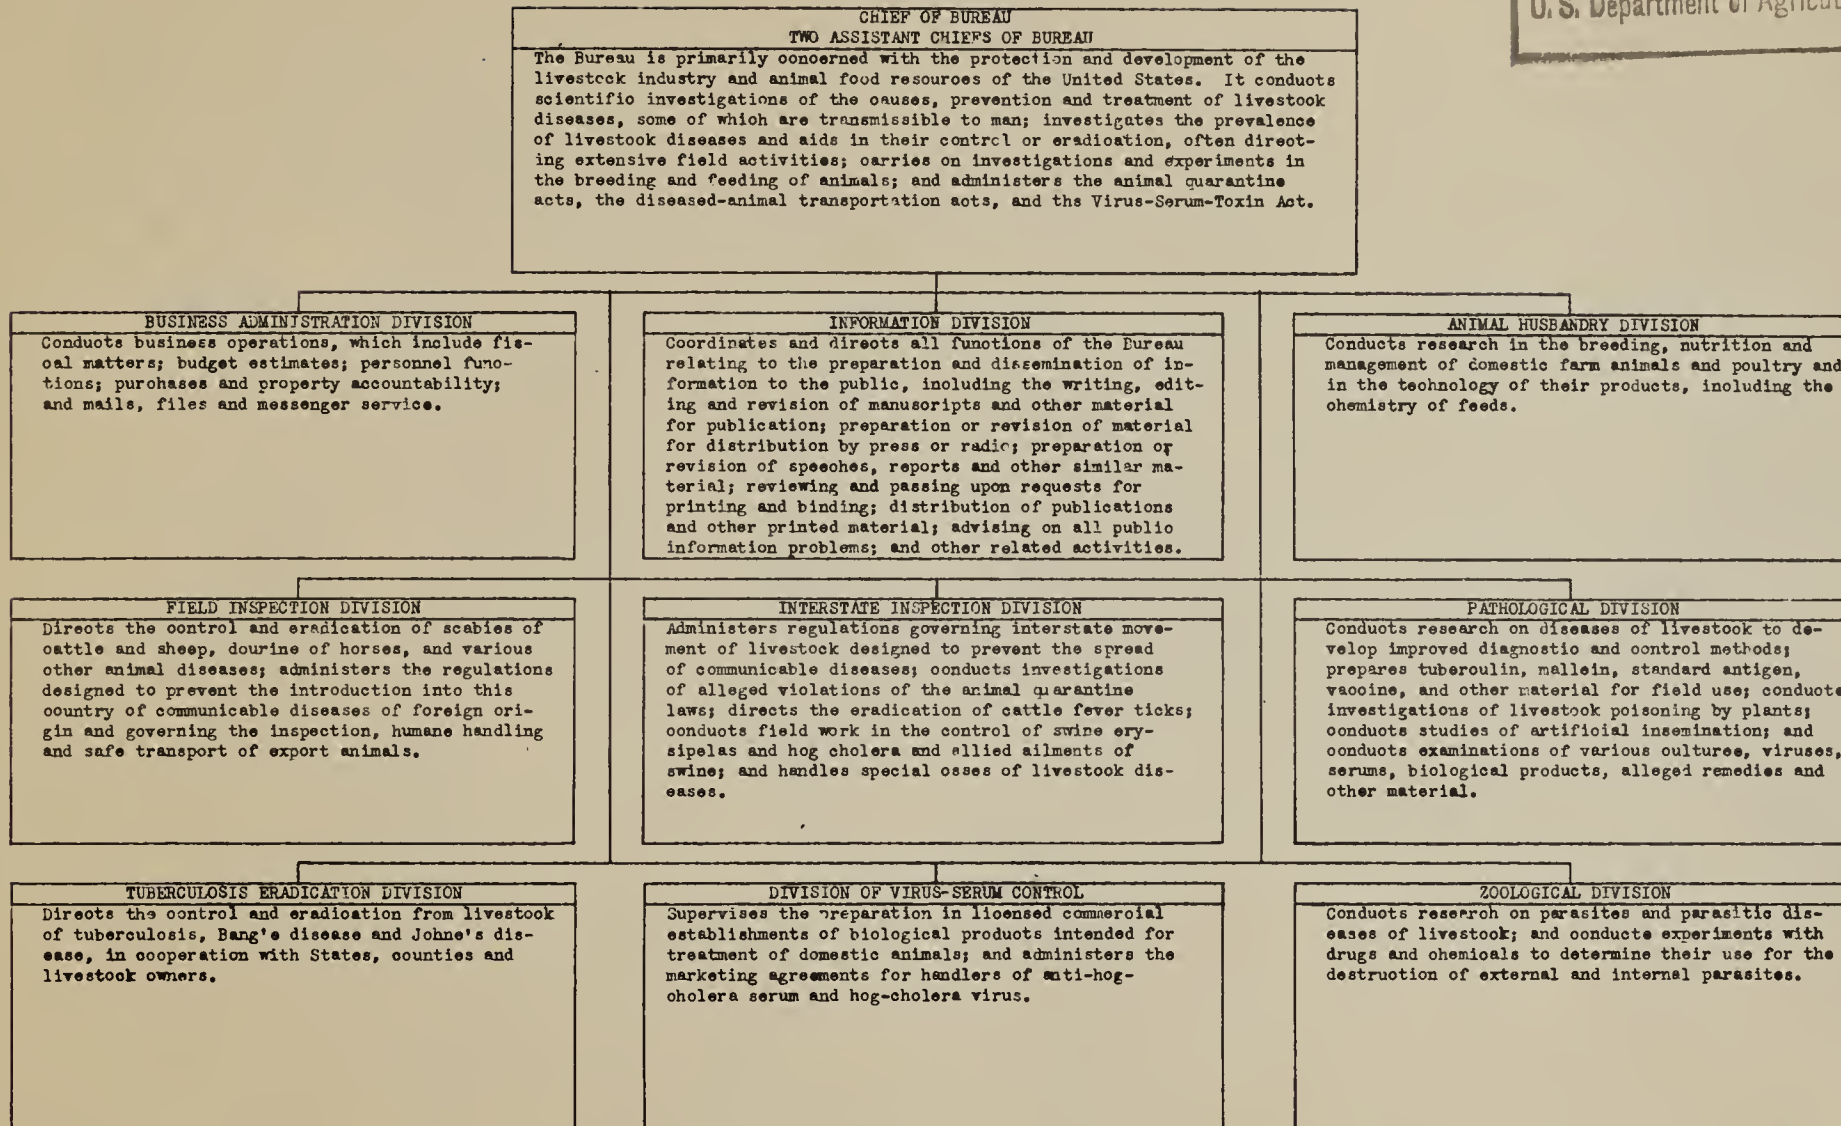 U. S. Department of Agricult
CHIEF OF BUREAU
TWO ASSISTANT CHIEFS OF BUREAU
The Bureau is primarily concerned with the protection and development of the
livestock industry and animal food resources of the United States. It conducts
scientific investigations of the causes, prevention and treatment of livestock
diseases, some of which are transmissible to man; investigates the prevalence
of livestock diseases and aids in their control or eradication, often direct-
ing extensive field activities; carries on investigations and experiments in
the breeding and feeding of animals; and administers the animal quarantine
acts, the diseased-animal transportation acts, and the Virus-Serum-Toxin Act.
BUSINESS ADMINISTRATION DIVISION
Conducts business operations, which include fis-
cal matters; budget estimates; personnel func-
tions; purchases and property accountability;
and mails, files and messenger service.
INFORMATION DIVISION
Coordinates and directs all functions of the Bureau
relating to the preparation and dissemination of in-
formation to the public, including the writing, edit-
ing and revision of manuscripts and other material
for publication; preparation or revision of material
for distribution by press or radio; preparation or
revision of speeches, reports and other similar ma-
terial; reviewing and passing upon requests for
printing and binding; distribution of publications
and other printed material; advising on all public
information problems; and other related activities.
ANIMAL HUSBANDRY DIVISION
Conducts research in the breeding, nutrition and
management of domestic farm animals and poultry and
in the technology of their products, including the
chemistry of feeds.
FIELD INSPECTION DIVISION
Directs the control and eradication of scabies of
cattle and sheep, dourine of horses, and various
other animal diseases; administers the regulations
designed to prevent the introduction into this
country of communicable diseases of foreign ori-
gin and governing the inspection, humane handling
and safe transport of export animals.
INTERSTATE INSPECTION DIVISION
Administers regulations governing interstate move-
ment of livestock designed to prevent the spread
of communicable diseases; conducts investigations
of alleged violations of the animal quarantine
laws; directs the eradication of cattle fever ticks;
conducts field work in the control of swine ery-
sipelas and hog cholera and allied ailments of
swine; and handles special cases of livestock dis-
eases.
PATHOLOGICAL DIVISION
Conducts research on diseases of livestock to de-
velop improved diagnostic and control methods;
prepares tuberculin, mallein, standard antigen,
vaccine, and other material for field use; conducts
investigations of livestock poisoning by plants;
conducts studies of artificial insemination; and
conducts examinations of various cultures, viruses,
serums, biological products, alleged remedies and
other material.
TUBERCULOSIS ERADICATION DIVISION
Directs the control and eradication from livestock
of tuberculosis, Bang's disease and Johne's dis-
ease, in cooperation with States, counties and
livestock owners.
DIVISION OF VIRUS-SERUM CONTROL
Supervises the preparation in licensed commercial
establishments of biological products intended for
treatment of domestic animals; and administers the
marketing agreements for handlers of anti-hog-
cholera serum and hog-cholera virus.
ZOOLOGICAL DIVISION
Conducts research on parasites and parasitic dis-
eases of livestock; and conducts experiments with
drugs and chemicals to determine their use for the
destruction of external and internal parasites.